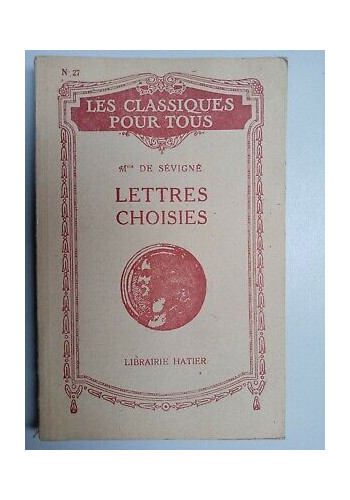 N° 27
LES CLASSIQUES
POUR TOUS
Mme DE SÉVIGNÉ
LETTRES
CHOISIES
LIBRAIRIE HATIER